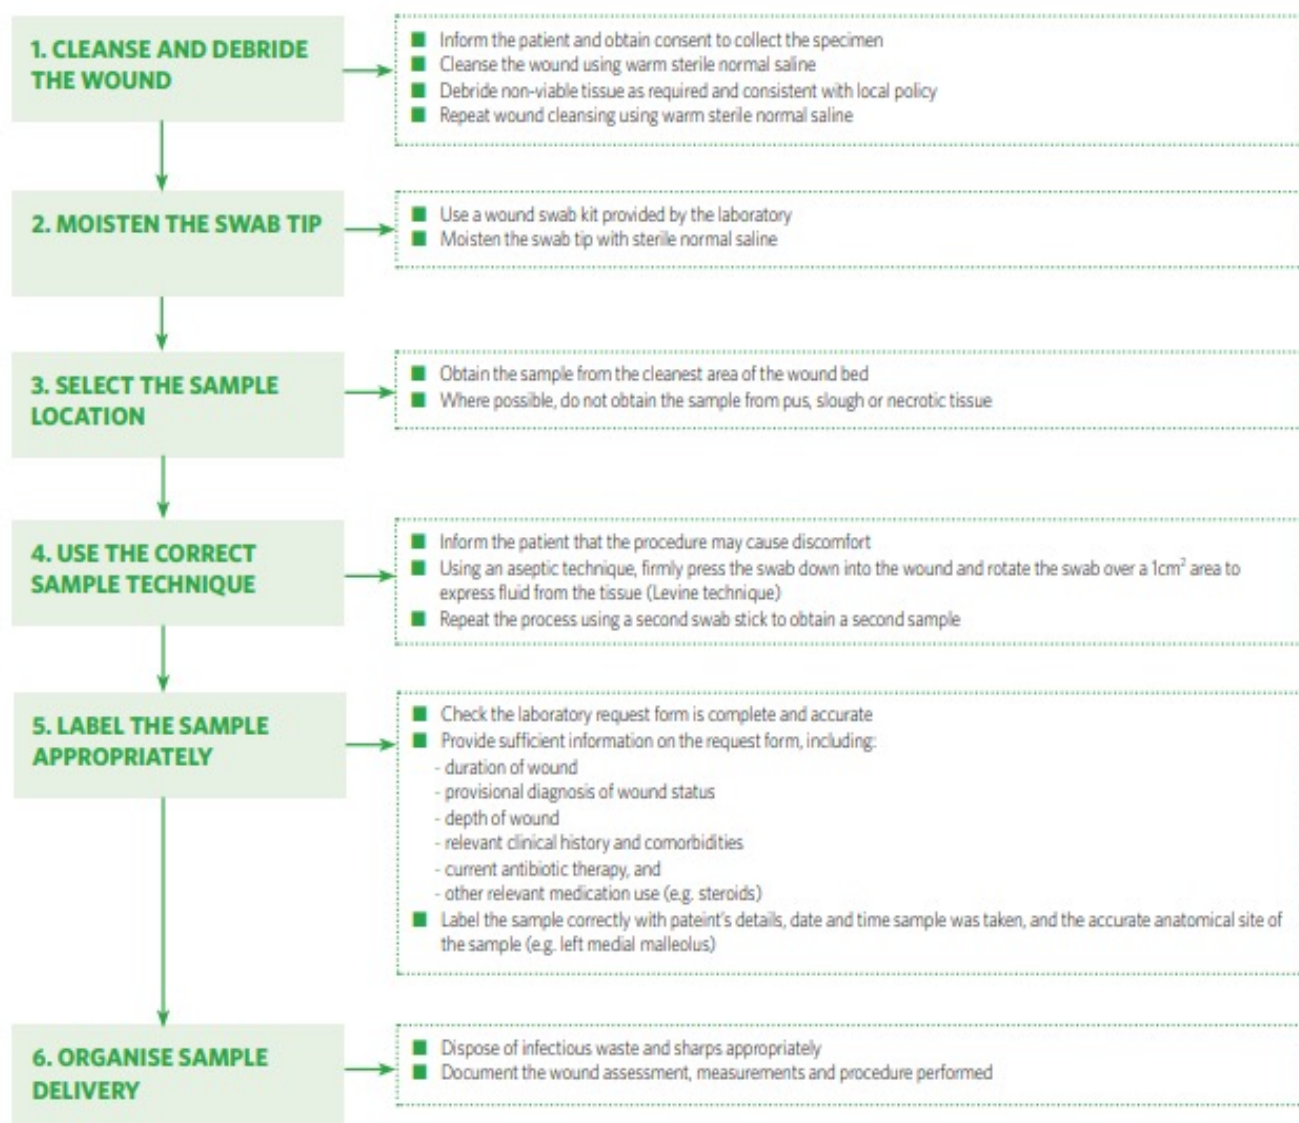 1. CLEANSE AND DEBRIDE
THE WOUND
■ Inform the patient and obtain consent to collect the specimen
■ Cleanse the wound using warm sterile normal saline
■ Debride non-viable tissue as required and consistent with local policy
■ Repeat wound cleansing using warm sterile normal saline
2. MOISTEN THE SWAB TIP
■ Use a wound swab kit provided by the laboratory
■ Moisten the swab tip with sterile normal saline
3. SELECT THE SAMPLE
LOCATION
■ Obtain the sample from the cleanest area of the wound bed
■ Where possible, do not obtain the sample from pus, slough or necrotic tissue
4. USE THE CORRECT
SAMPLE TECHNIQUE
■ Inform the patient that the procedure may cause discomfort
■ Using an aseptic technique, firmly press the swab down into the wound and rotate the swab over a 1cm² area to
express fluid from the tissue (Levine technique)
■ Repeat the process using a second swab stick to obtain a second sample
5. LABEL THE SAMPLE
APPROPRIATELY
■ Check the laboratory request form is complete and accurate
■ Provide sufficient information on the request form, including:
- duration of wound
- provisional diagnosis of wound status
- depth of wound
- relevant clinical history and comorbidities
- current antibiotic therapy, and
- other relevant medication use (e.g. steroids)
■ Label the sample correctly with pateint's details, date and time sample was taken, and the accurate anatomical site of
the sample (e.g. left medial malleolus)
6. ORGANISE SAMPLE
DELIVERY
■ Dispose of infectious waste and sharps appropriately
■ Document the wound assessment, measurements and procedure performed